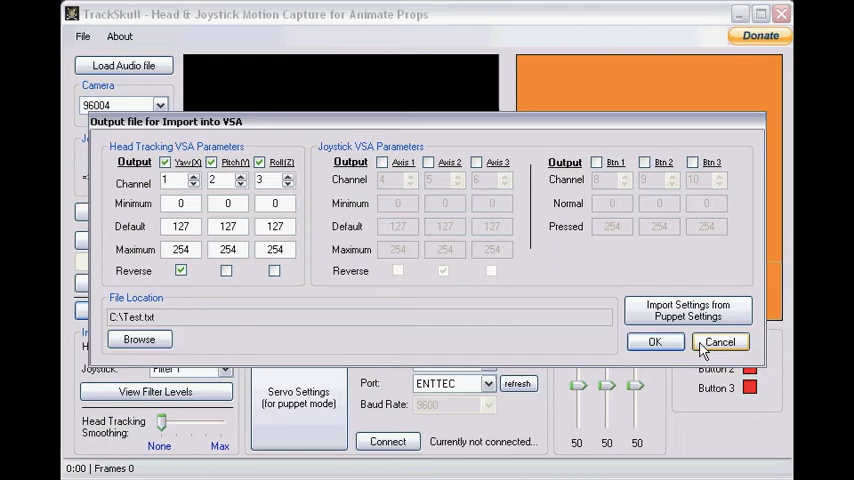 TrackSkull - Head & Joystick Motion Capture for Animate Props
File About
Donate
Load Audio file
Camera
96004
Output file for Import into VSA
Head Tracking VSA Parameters
Output Yaw(X) Pitch(Y) Roll(Z)
Channel 1 2 3
Minimum 0 0 0
Default 127 127 127
Maximum 254 254 254
Reverse
Joystick VSA Parameters
Output Axis 1 Axis 2 Axis 3
Channel 4 5 6
Minimum 0 0 0
Default 127 127 127
Maximum 254 254 254
Reverse
Output Btn 1 Btn 2 Btn 3
Channel 8 9 10
Normal 0 0 0
Pressed 254 254 254
File Location
C:\Test.txt
Browse
Import Settings from
Puppet Settings
OK Cancel
Joystick: Filter 1
View Filter Levels
Head Tracking
Smoothing:
None Max
Servo Settings
(for puppet mode)
Port: ENTTEC refresh
Baud Rate: 9600
Connect Currently not connected...
50 50 50
Button 2
Button 3
0:00 | Frames 0